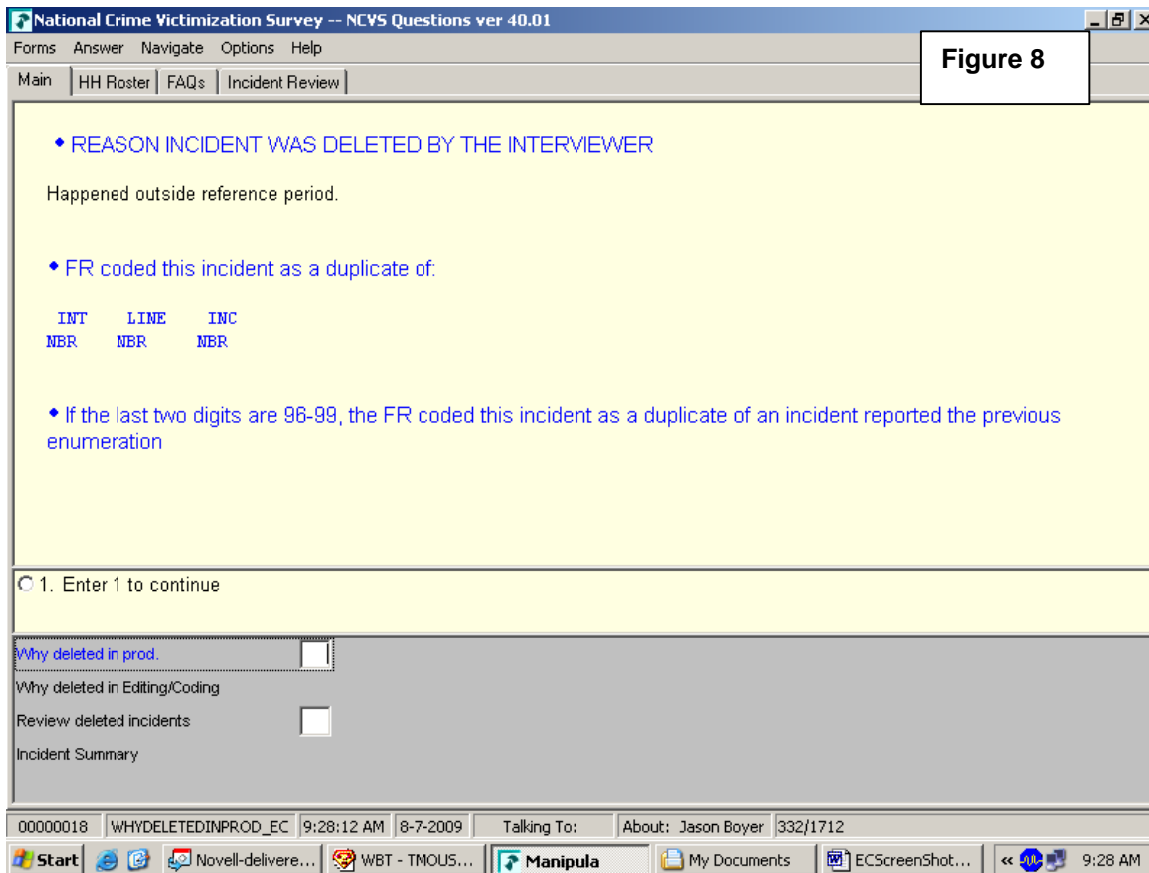 National Crime Victimization Survey -- NCVS Questions ver 40.01
Forms Answer Navigate Options Help
Figure 8
Main HH Roster FAQs Incident Review
• REASON INCIDENT WAS DELETED BY THE INTERVIEWER
Happened outside reference period.
• FR coded this incident as a duplicate of:
INT LINE INC
NBR NBR NBR
• If the last two digits are 96-99, the FR coded this incident as a duplicate of an incident reported the previous
enumeration
1. Enter 1 to continue
Why deleted in prod.
Why deleted in Editing/Coding
Review deleted incidents
Incident Summary
00000018 WHYDELETEDINPROD_EC 9:28:12 AM 8-7-2009 Talking To: About: Jason Boyer 332/1712
Start Novell-delivere... WBT - TMOUS... Manipula My Documents ECScreenShot... « 9:28 AM